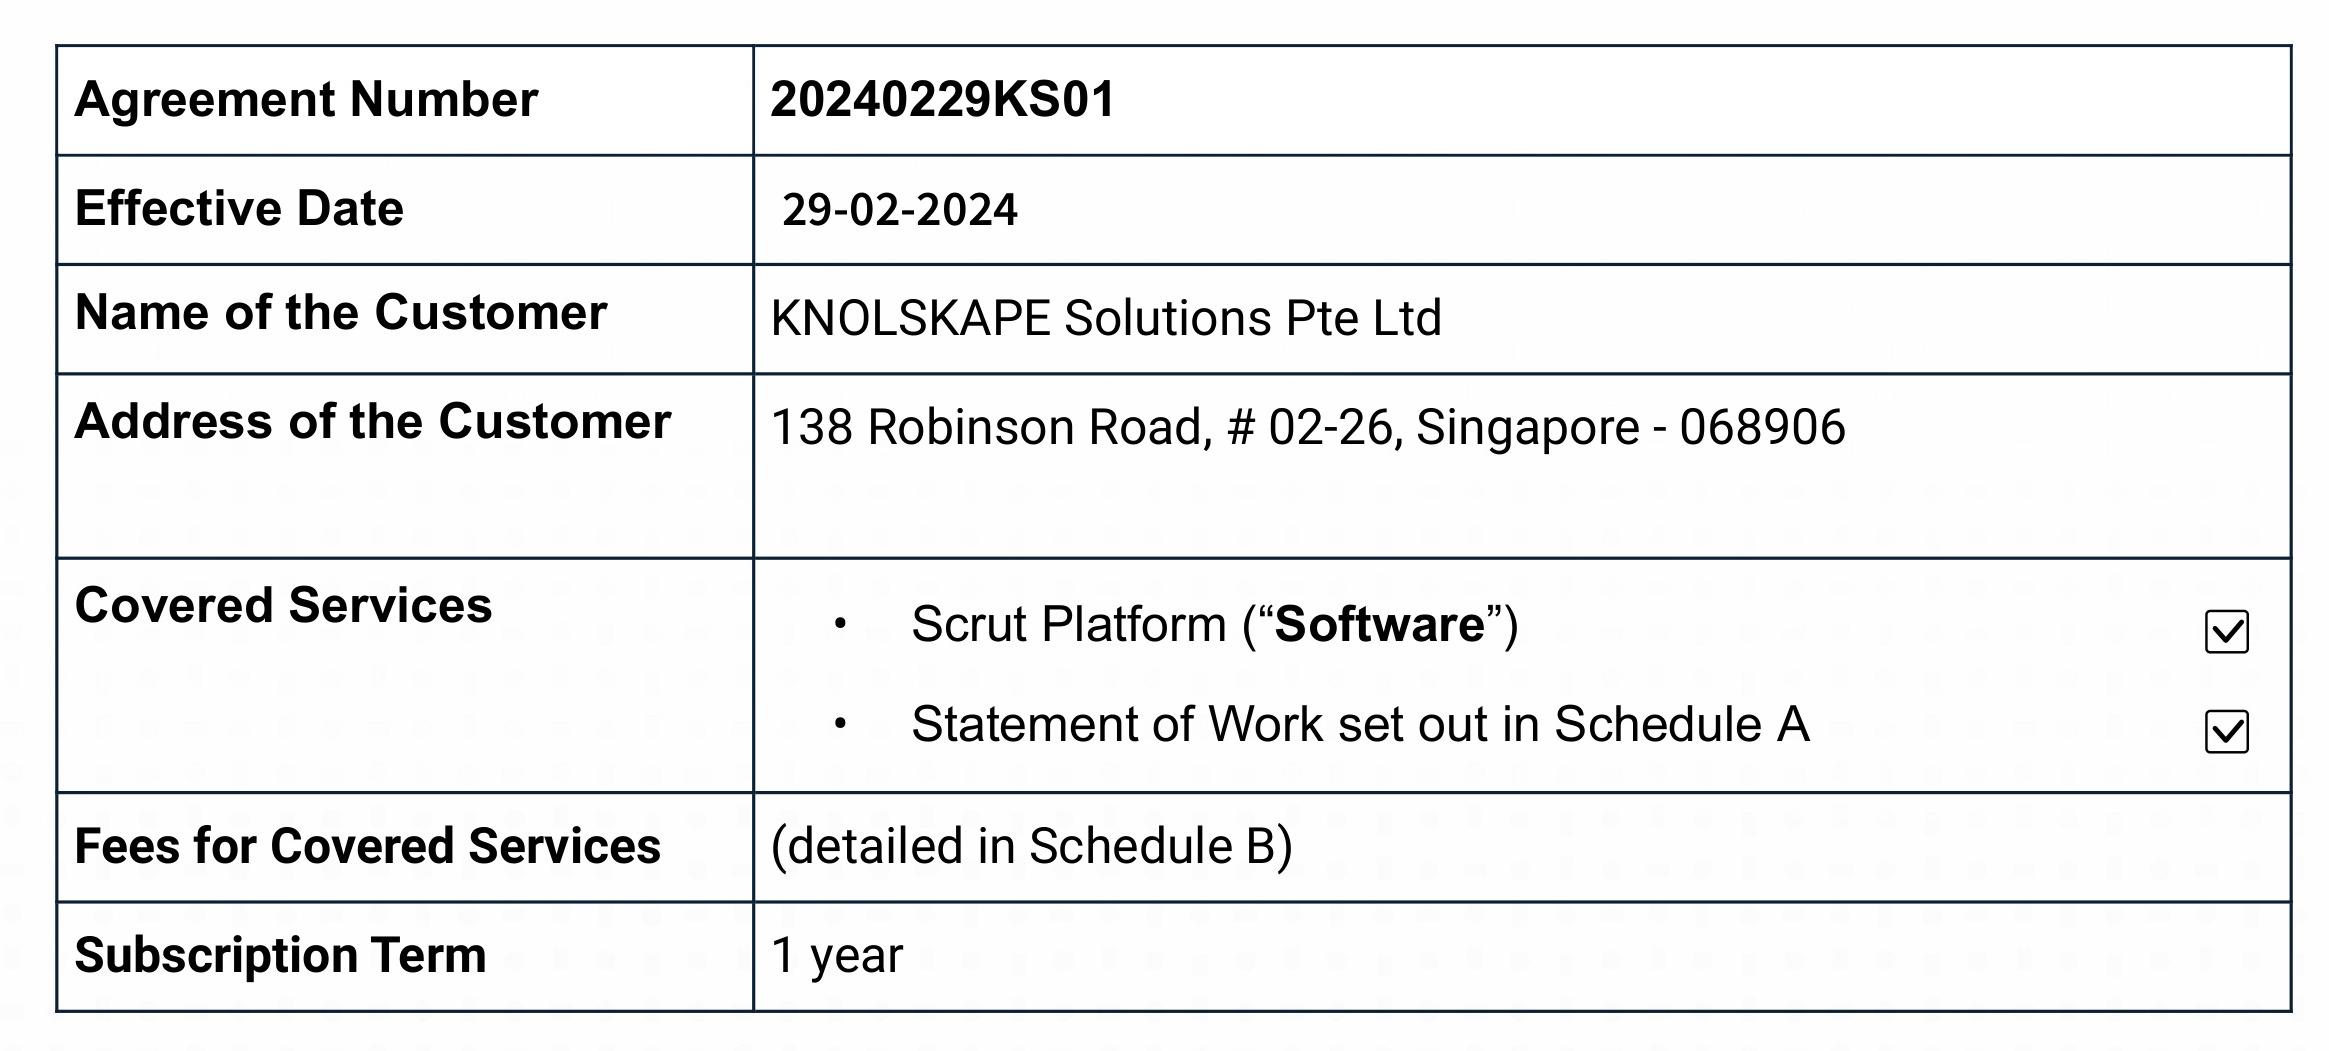 Agreement Number 20240229KS01
Effective Date 29-02-2024
Name of the Customer KNOLSKAPE Solutions Pte Ltd
Address of the Customer 138 Robinson Road, # 02-26, Singapore - 068906
Covered Services • Scrut Platform (“Software”) ☑
• Statement of Work set out in Schedule A ☑
Fees for Covered Services (detailed in Schedule B)
Subscription Term 1 year